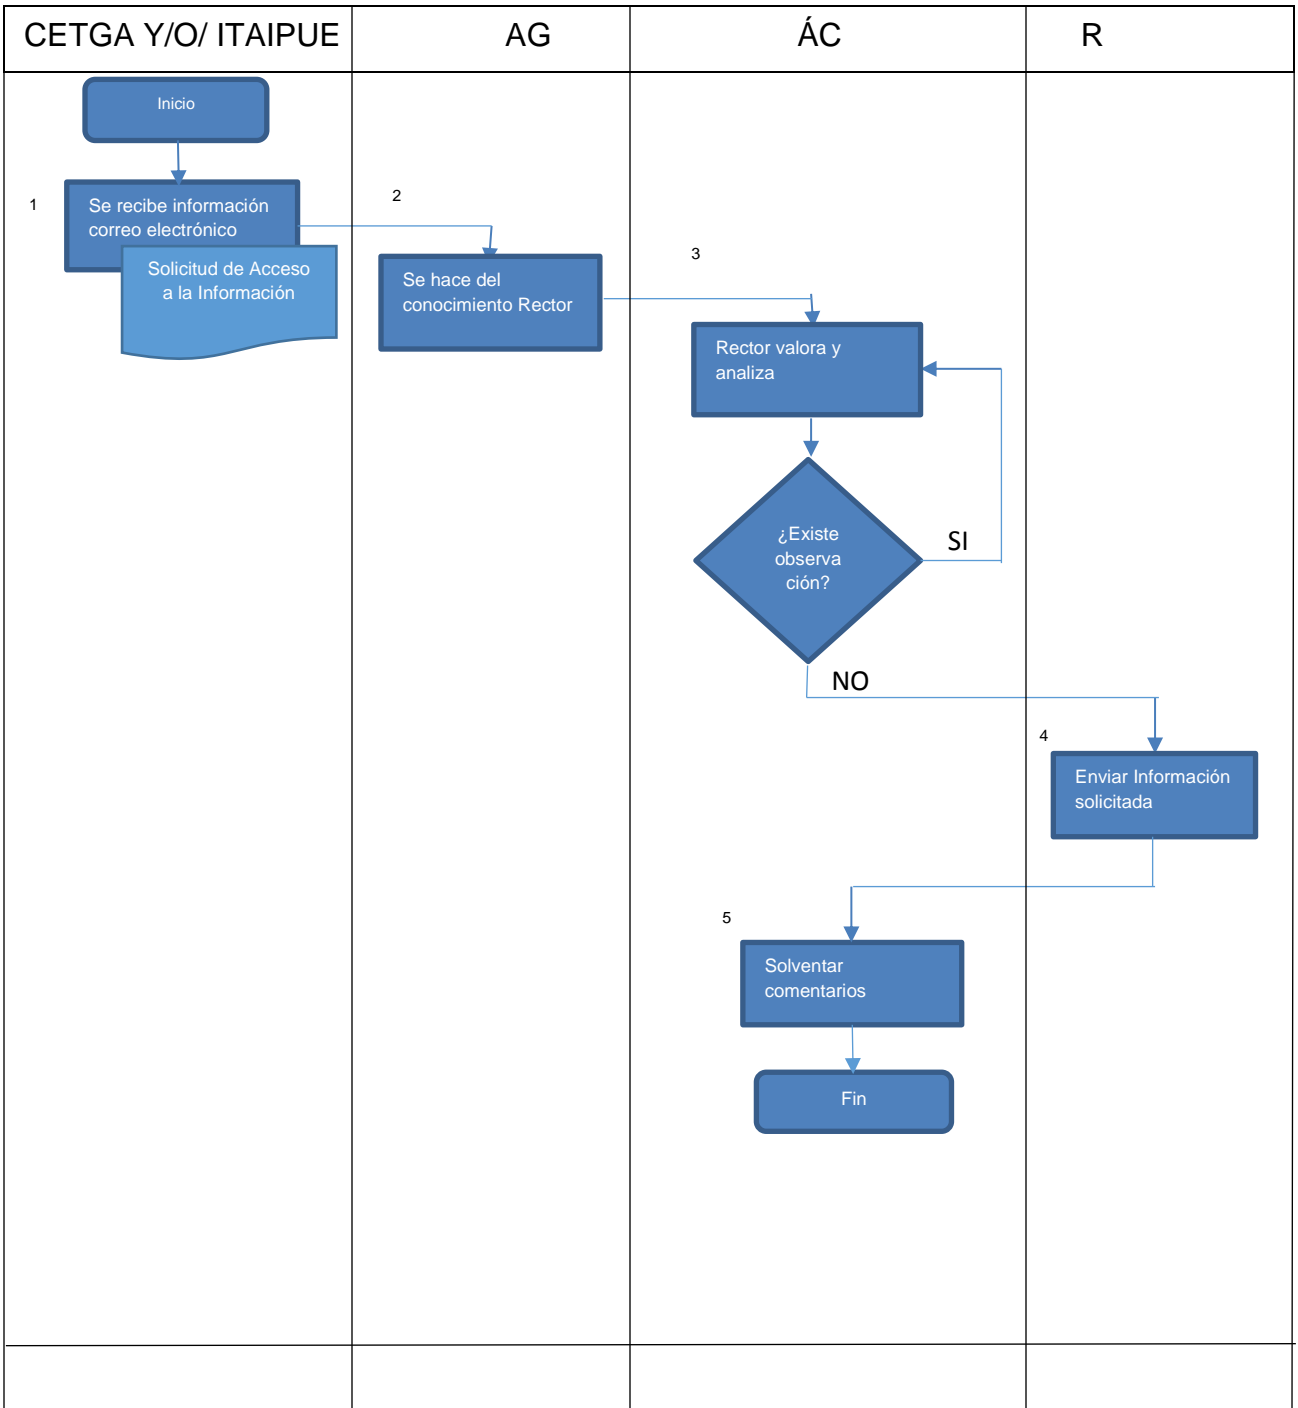 CETGA Y/O/ ITAIPUE
AG
ÁC
R
Inicio
1
Se recibe información
correo electrónico
Solicitud de Acceso
a la Información
2
Se hace del
conocimiento Rector
3
Rector valora y
analiza
¿Existe
observa
ción?
SI
NO
4
Enviar Información
solicitada
5
Solventar
comentarios
Fin